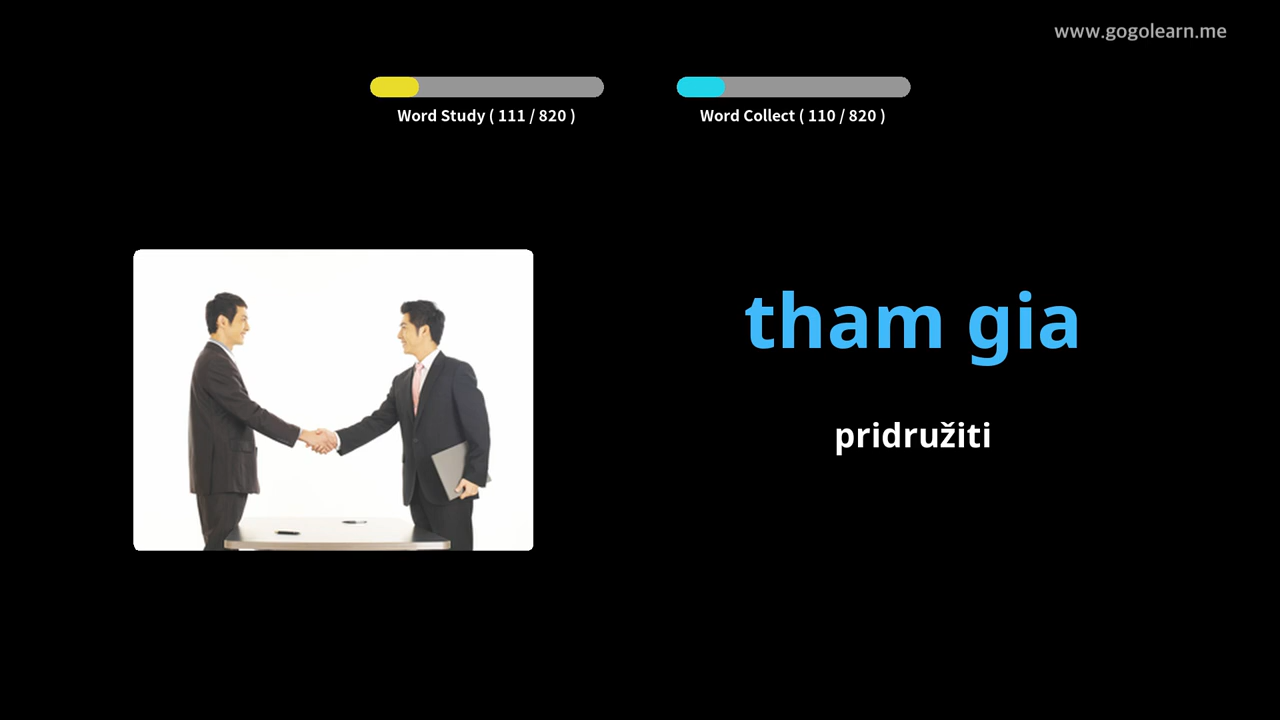 www.gogolearn.me
Word Study ( 111 / 820 )
Word Collect ( 110 / 820 )
tham gia
pridružiti